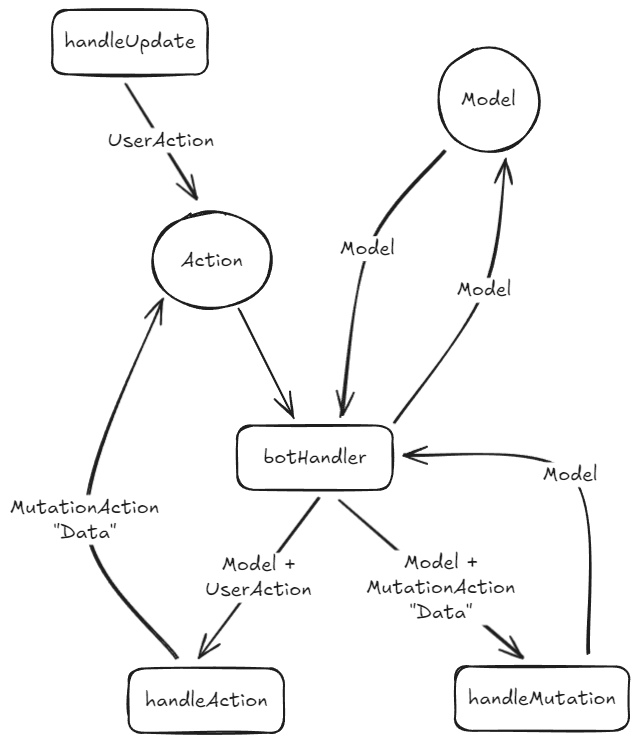 handleUpdate
Model
UserAction
Model
Action
Model
botHandler
Model
MutationAction
"Data"
Model +
UserAction
Model +
MutationAction
"Data"
handleAction
handleMutation